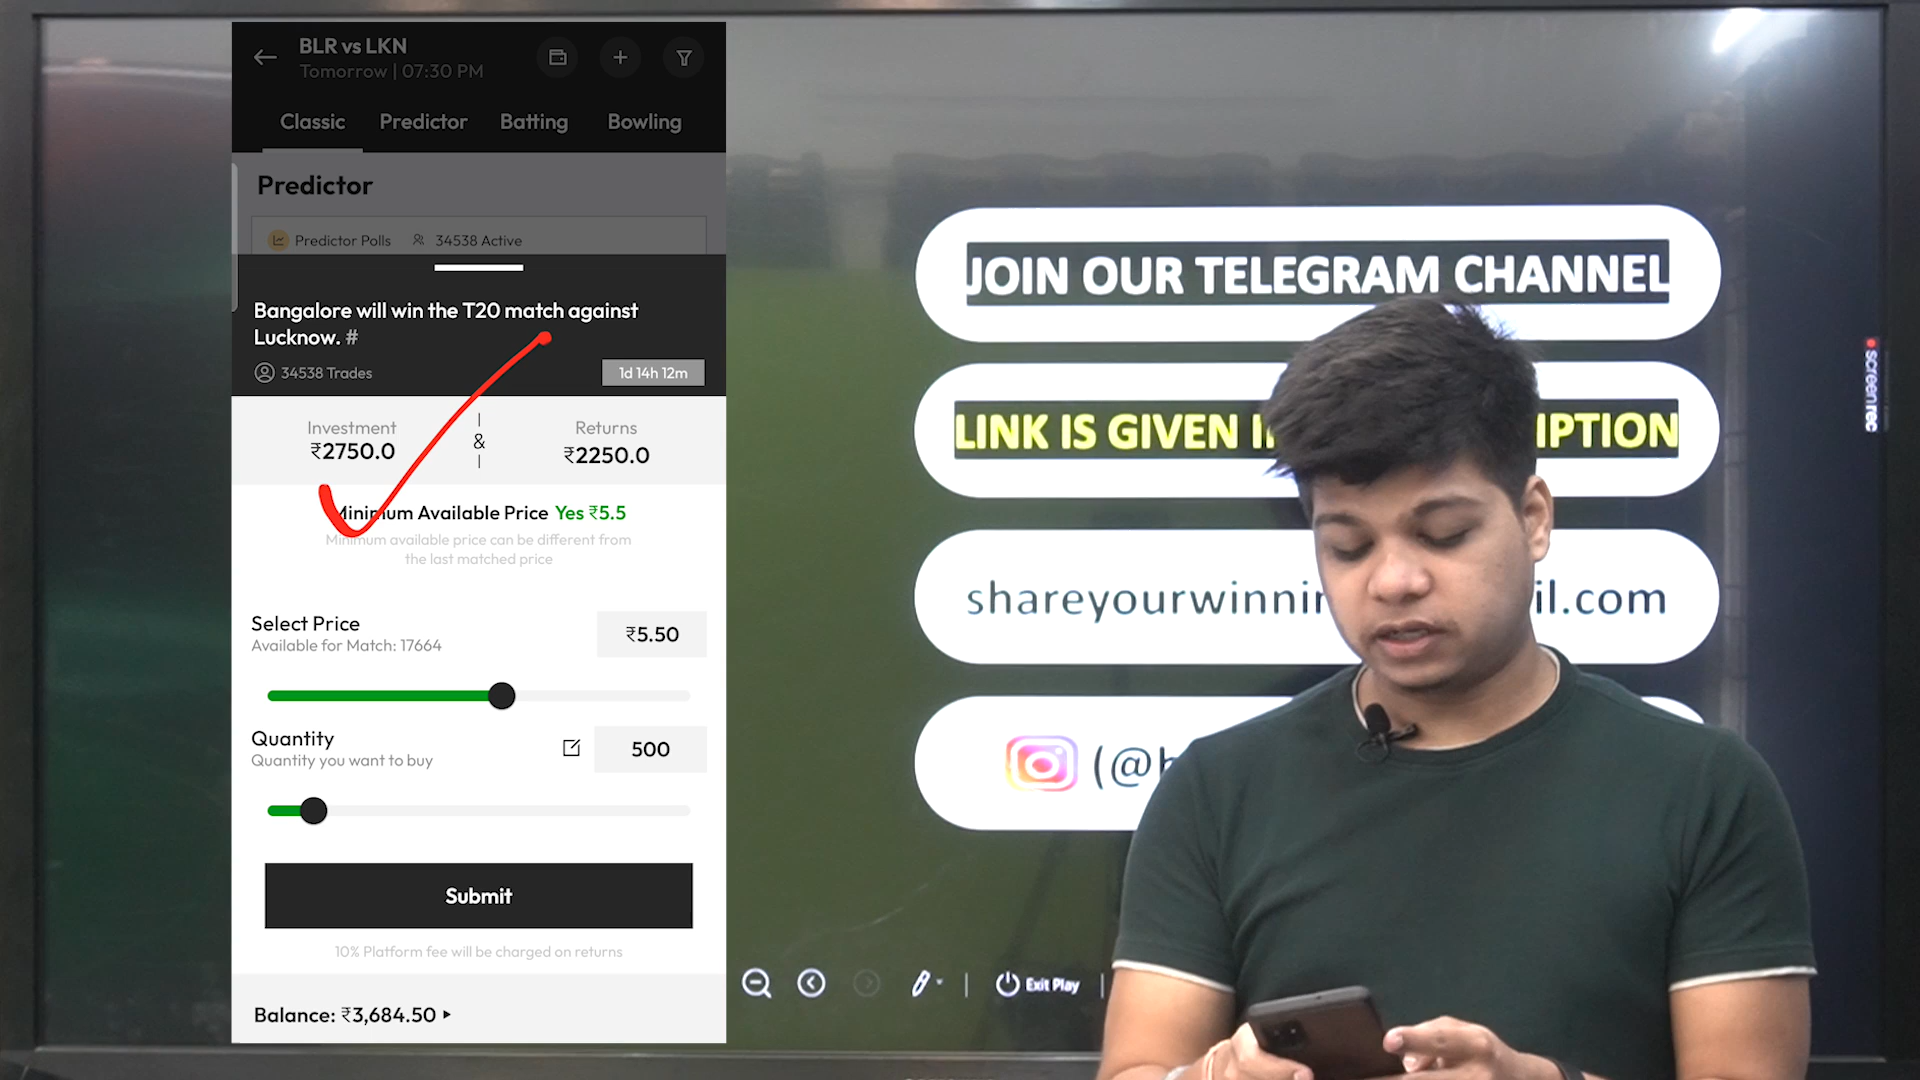 BLR vs LKN
Tomorrow | 07:30 PM
Classic Predictor Batting Bowling
Predictor
Predictor Polls 34538 Active
Bangalore will win the T20 match against
Lucknow. #
34538 Trades 1d 14h 12m
Investment & Returns
₹2750.0 ₹2250.0
Minimum Available Price Yes ₹5.5
Minimum available price can be different from
the last matched price
Select Price ₹5.50
Available for Match: 17664
Quantity 500
Quantity you want to buy
Submit
10% Platform fee will be charged on returns
Balance: ₹3,684.50
JOIN OUR TELEGRAM CHANNEL
LINK IS GIVEN
shareyourwinnin il.com
(@
Exit Play
screenrec